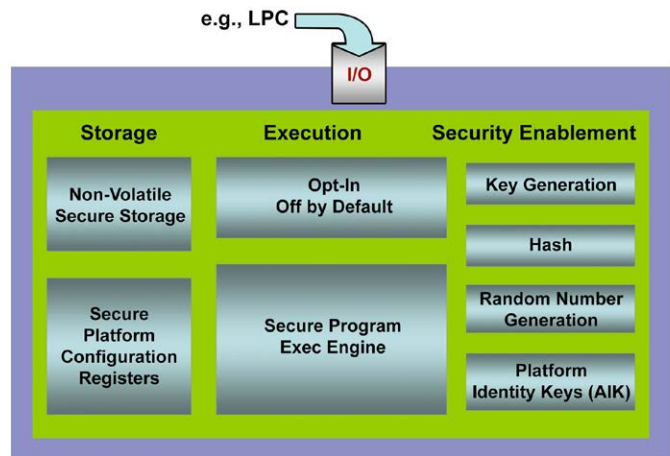 e.g., LPC
I/O
Storage
Execution
Security Enablement
Non-Volatile
Secure Storage
Secure
Platform
Configuration
Registers
Opt-In
Off by Default
Secure Program
Exec Engine
Key Generation
Hash
Random Number
Generation
Platform
Identity Keys (AIK)